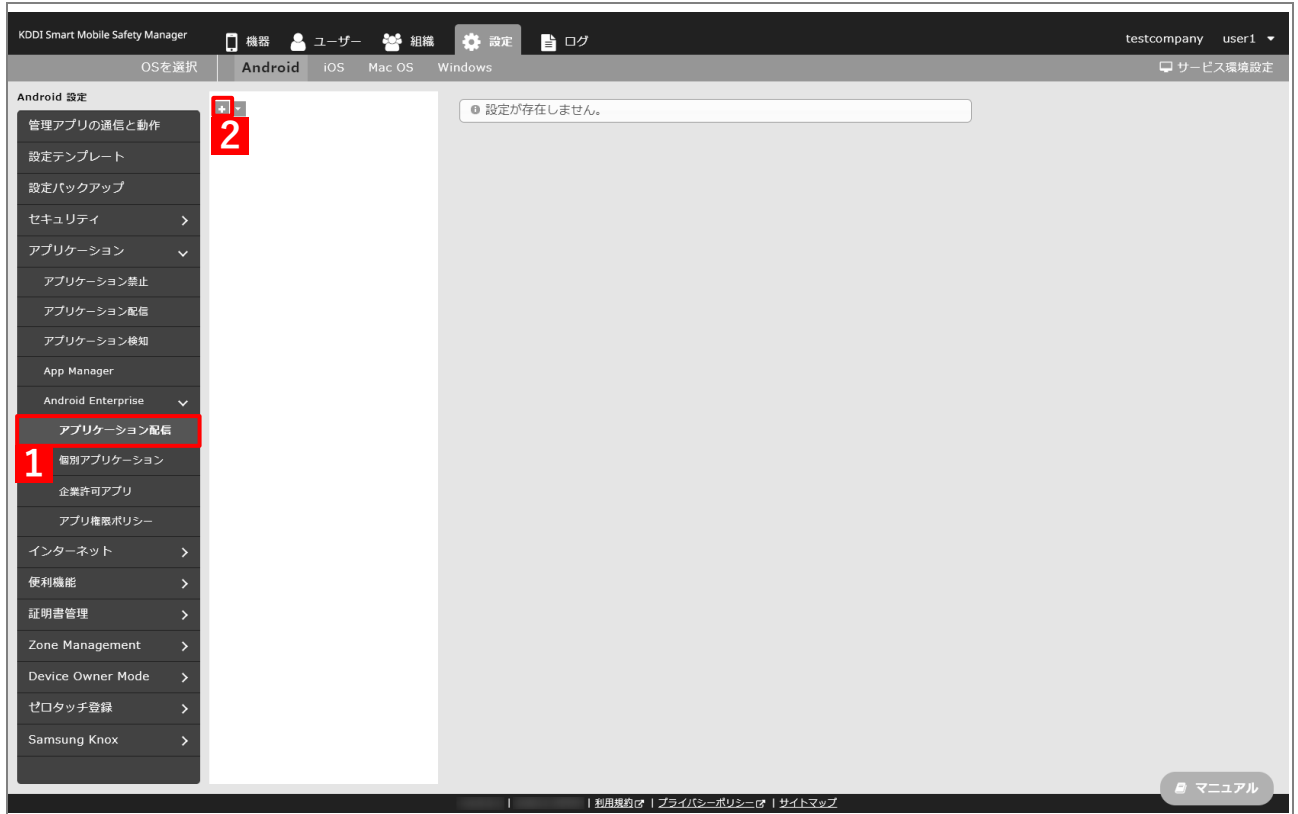 KDDI Smart Mobile Safety Manager
機器 ユーザー 組織 設定 ログ
testcompany user1
OSを選択 Android iOS Mac OS Windows
サービス環境設定
Android 設定
管理アプリの通信と動作
設定テンプレート
設定バックアップ
セキュリティ
アプリケーション
アプリケーション禁止
アプリケーション配信
アプリケーション検知
App Manager
Android Enterprise
アプリケーション配信
1
個別アプリケーション
企業許可アプリ
アプリ権限ポリシー
インターネット
便利機能
証明書管理
Zone Management
Device Owner Mode
ゼロタッチ登録
Samsung Knox
2
設定が存在しません。
マニュアル
| | 利用規約 | プライバシーポリシー | サイトマップ